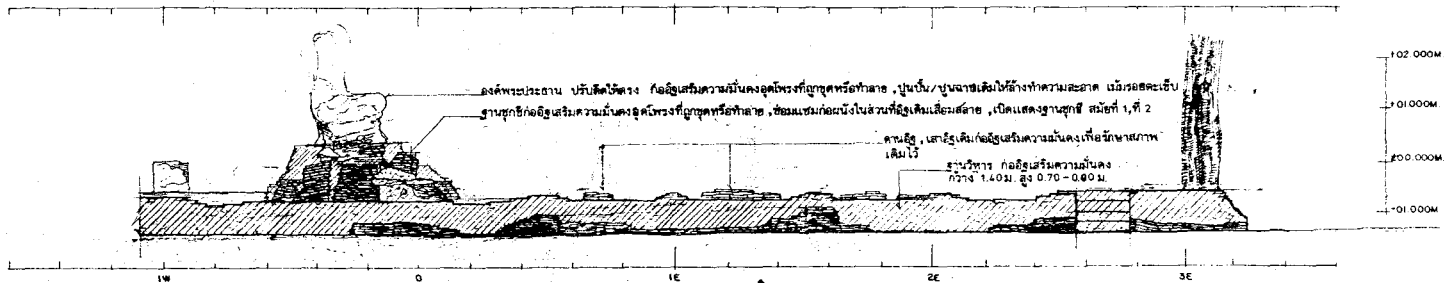 องค์พระประธาน ปรับดีดให้ตรง ก่ออิฐเสริมความมั่นคงอุดโพรงที่ถูกขุดหรือทำลาย , ปูนปั้น/ปูนฉาบเดิมให้ล้างทำความสะอาด เน้นรอยตะเข็บ
ฐานชุกชีก่ออิฐเสริมความมั่นคงอุดโพรงที่ถูกขุดหรือทำลาย , ซ่อมแซมก่อผนังในส่วนที่อิฐเดิมเสื่อมสลาย , เปิดแสดงฐานชุกชี สมัยที่ 1,ที่ 2
, เสาอิฐเดิมก่ออิฐเสริมความมั่นคงเพื่อรักษาสภาพ
เดิมไว้
ฐานวิหาร ก่ออิฐเสริมความมั่นคง
กว้าง 1.40 ม. สูง 0.70 - 0.80 ม.
+02.000M.
+01.000M.
±00.000M.
-01.000M.
1W
0
1E
2E
3E